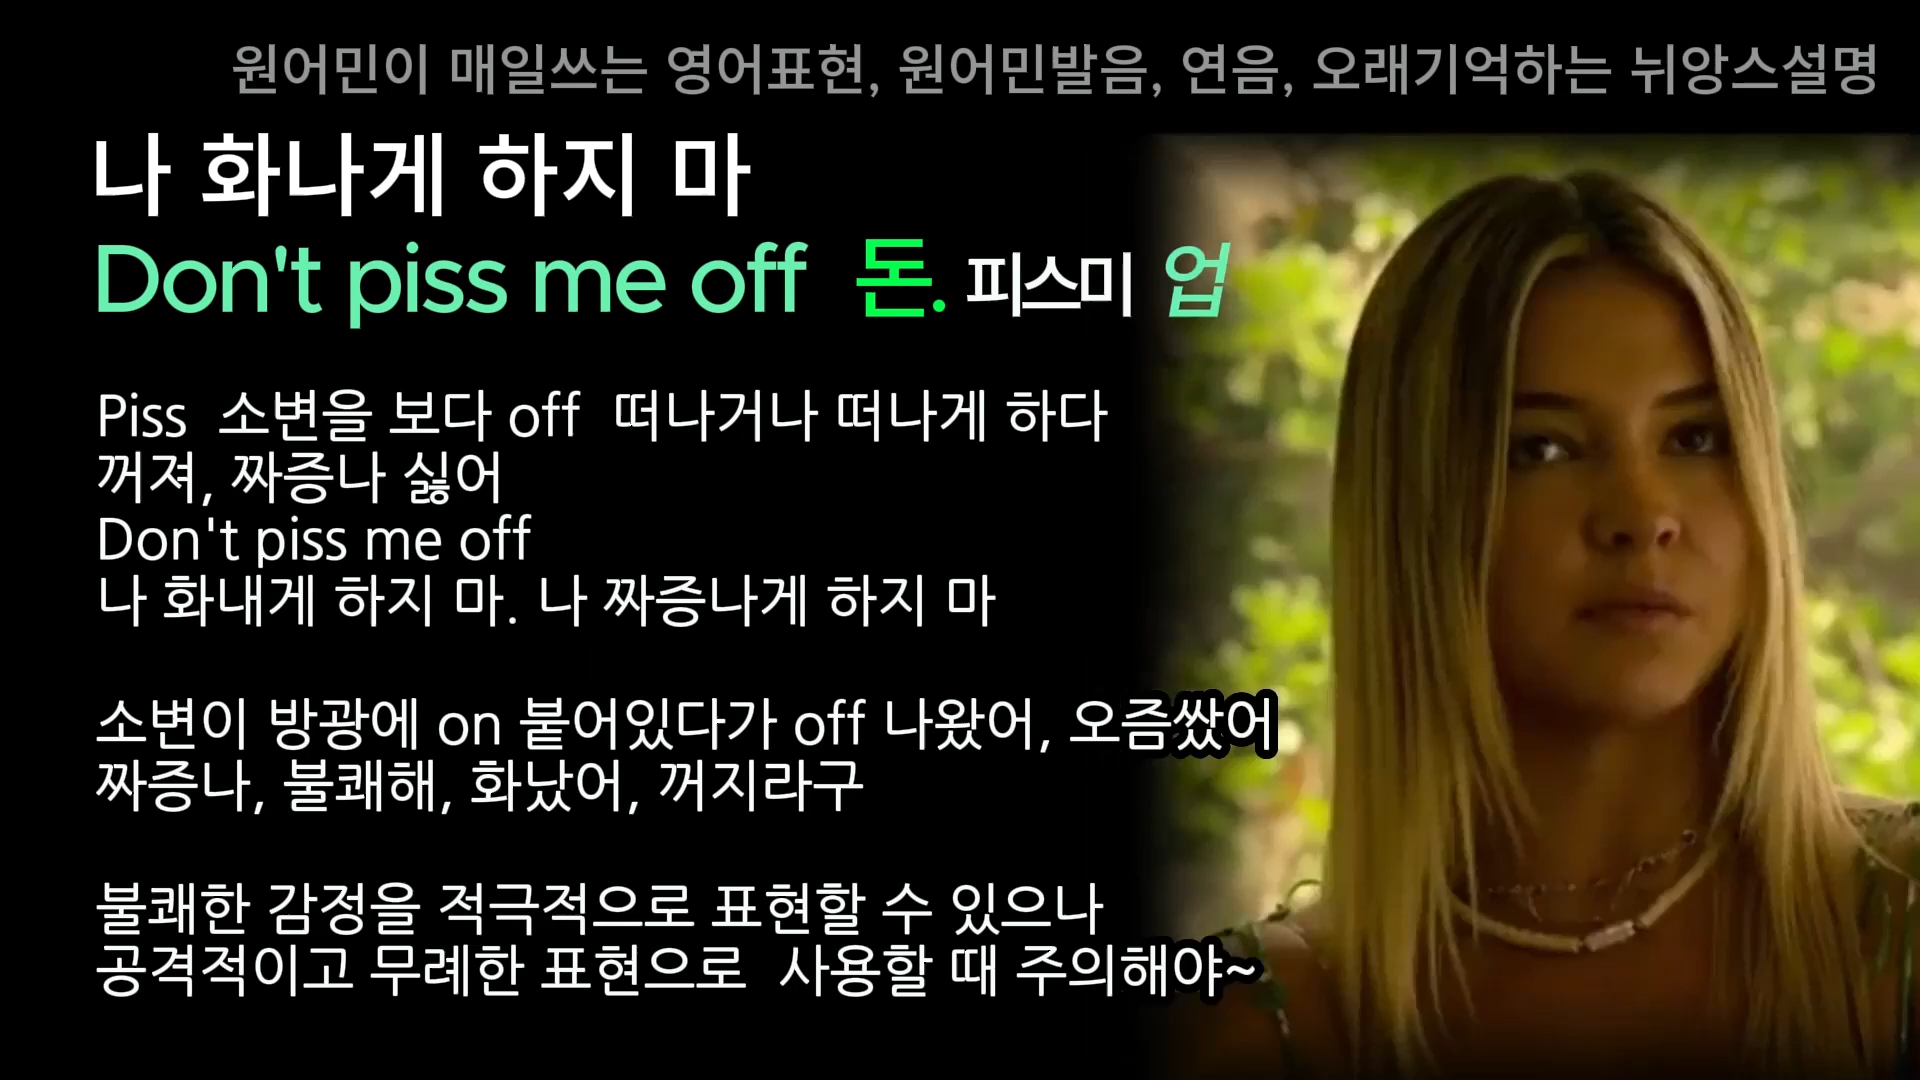 원어민이 매일쓰는 영어표현, 원어민발음, 연음, 오래기억하는 뉘앙스설명
나 화나게 하지 마
Don't piss me off 돈. 피스미 업
Piss 소변을 보다 off 떠나거나 떠나게 하다
꺼져, 짜증나 싫어
Don't piss me off
나 화내게 하지 마. 나 짜증나게 하지 마
소변이 방광에 on 붙어있다가 off 나왔어, 오즘쌌어
짜증나, 불쾌해, 화났어, 꺼지라구
불쾌한 감정을 적극적으로 표현할 수 있으나
공격적이고 무례한 표현으로 사용할 때 주의해야~